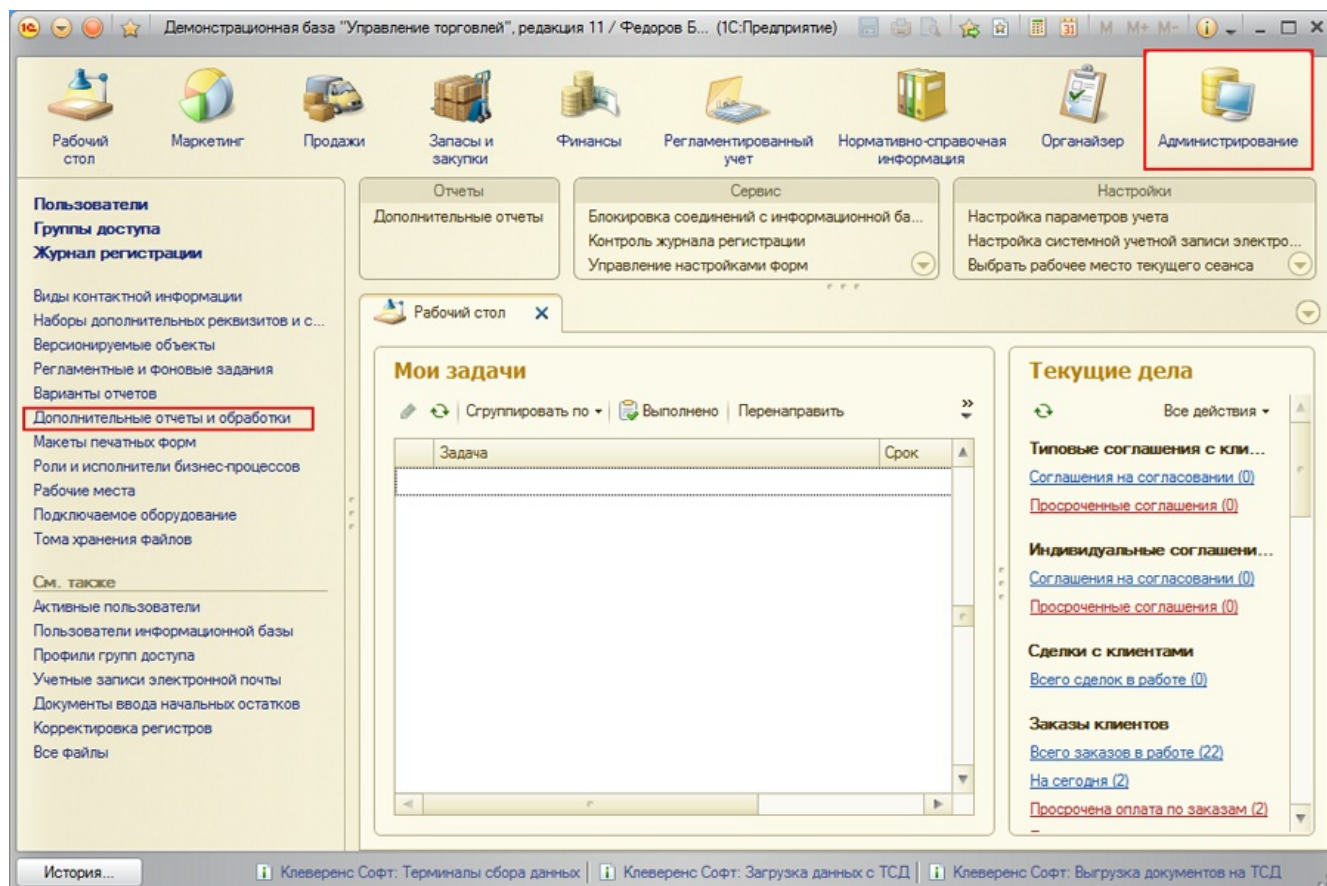 Демонстрационная база "Управление торговлей", редакция 11 / Федоров Б... (1С:Предприятие)
M M+ M-
Рабочий стол
Маркетинг
Продажи
Запасы и закупки
Финансы
Регламентированный учет
Нормативно-справочная информация
Органайзер
Администрирование
Пользователи
Группы доступа
Журнал регистрации
Виды контактной информации
Наборы дополнительных реквизитов и с...
Версионируемые объекты
Регламентные и фоновые задания
Варианты отчетов
Дополнительные отчеты и обработки
Макеты печатных форм
Роли и исполнители бизнес-процессов
Рабочие места
Подключаемое оборудование
Тома хранения файлов
См. также
Активные пользователи
Пользователи информационной базы
Профили групп доступа
Учетные записи электронной почты
Документы ввода начальных остатков
Корректировка регистров
Все файлы
Отчеты
Дополнительные отчеты
Сервис
Блокировка соединений с информационной ба...
Контроль журнала регистрации
Управление настройками форм
Настройки
Настройка параметров учета
Настройка системной учетной записи электро...
Выбрать рабочее место текущего сеанса
Рабочий стол
Мои задачи
Сгруппировать по
Выполнено
Перенаправить
Задача
Срок
Текущие дела
Все действия
Типовые соглашения с кли...
Соглашения на согласовании (0)
Просроченные соглашения (0)
Индивидуальные соглашени...
Соглашения на согласовании (0)
Просроченные соглашения (0)
Сделки с клиентами
Всего сделок в работе (0)
Заказы клиентов
Всего заказов в работе (22)
На сегодня (2)
Просрочена оплата по заказам (2)
История...
Клеверенс Софт: Терминалы сбора данных
Клеверенс Софт: Загрузка данных с ТСД
Клеверенс Софт: Выгрузка документов на ТСД